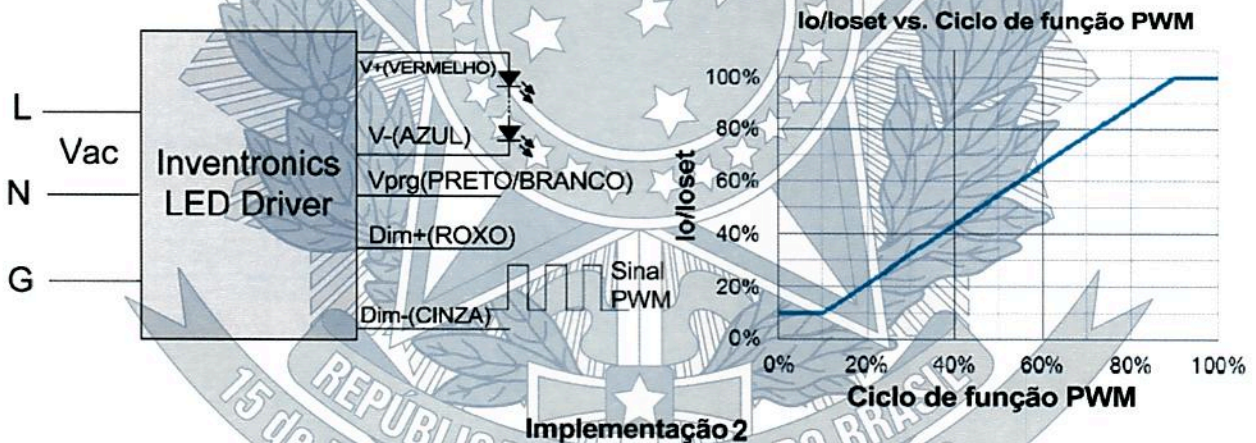 Io/Ioset vs. Ciclo de função PWM
L
Vac
N
G
Inventronics
LED Driver
V+(VERMELHO)
V-(AZUL)
Vprg(PRETO/BRANCO)
Dim+(ROXO)
Dim-(CINZA)
Sinal
PWM
Io/Ioset
100%
80%
60%
40%
20%
0%
0% 20% 40% 60% 80% 100%
Ciclo de função PWM
Implementação 2
15 de
REPÚBLIC
BRASIL